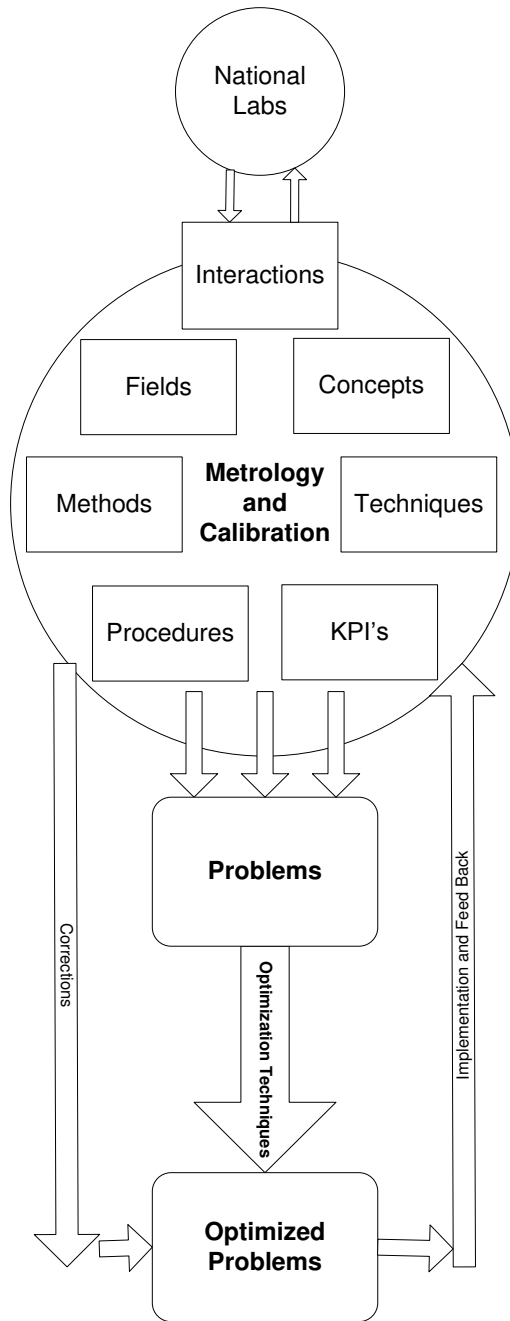 National
Labs
Interactions
Fields
Concepts
Methods
Metrology
and
Calibration
Techniques
Procedures
KPI's
Problems
Corrections
Optimization Techniques
Implementation and Feed Back
Optimized
Problems